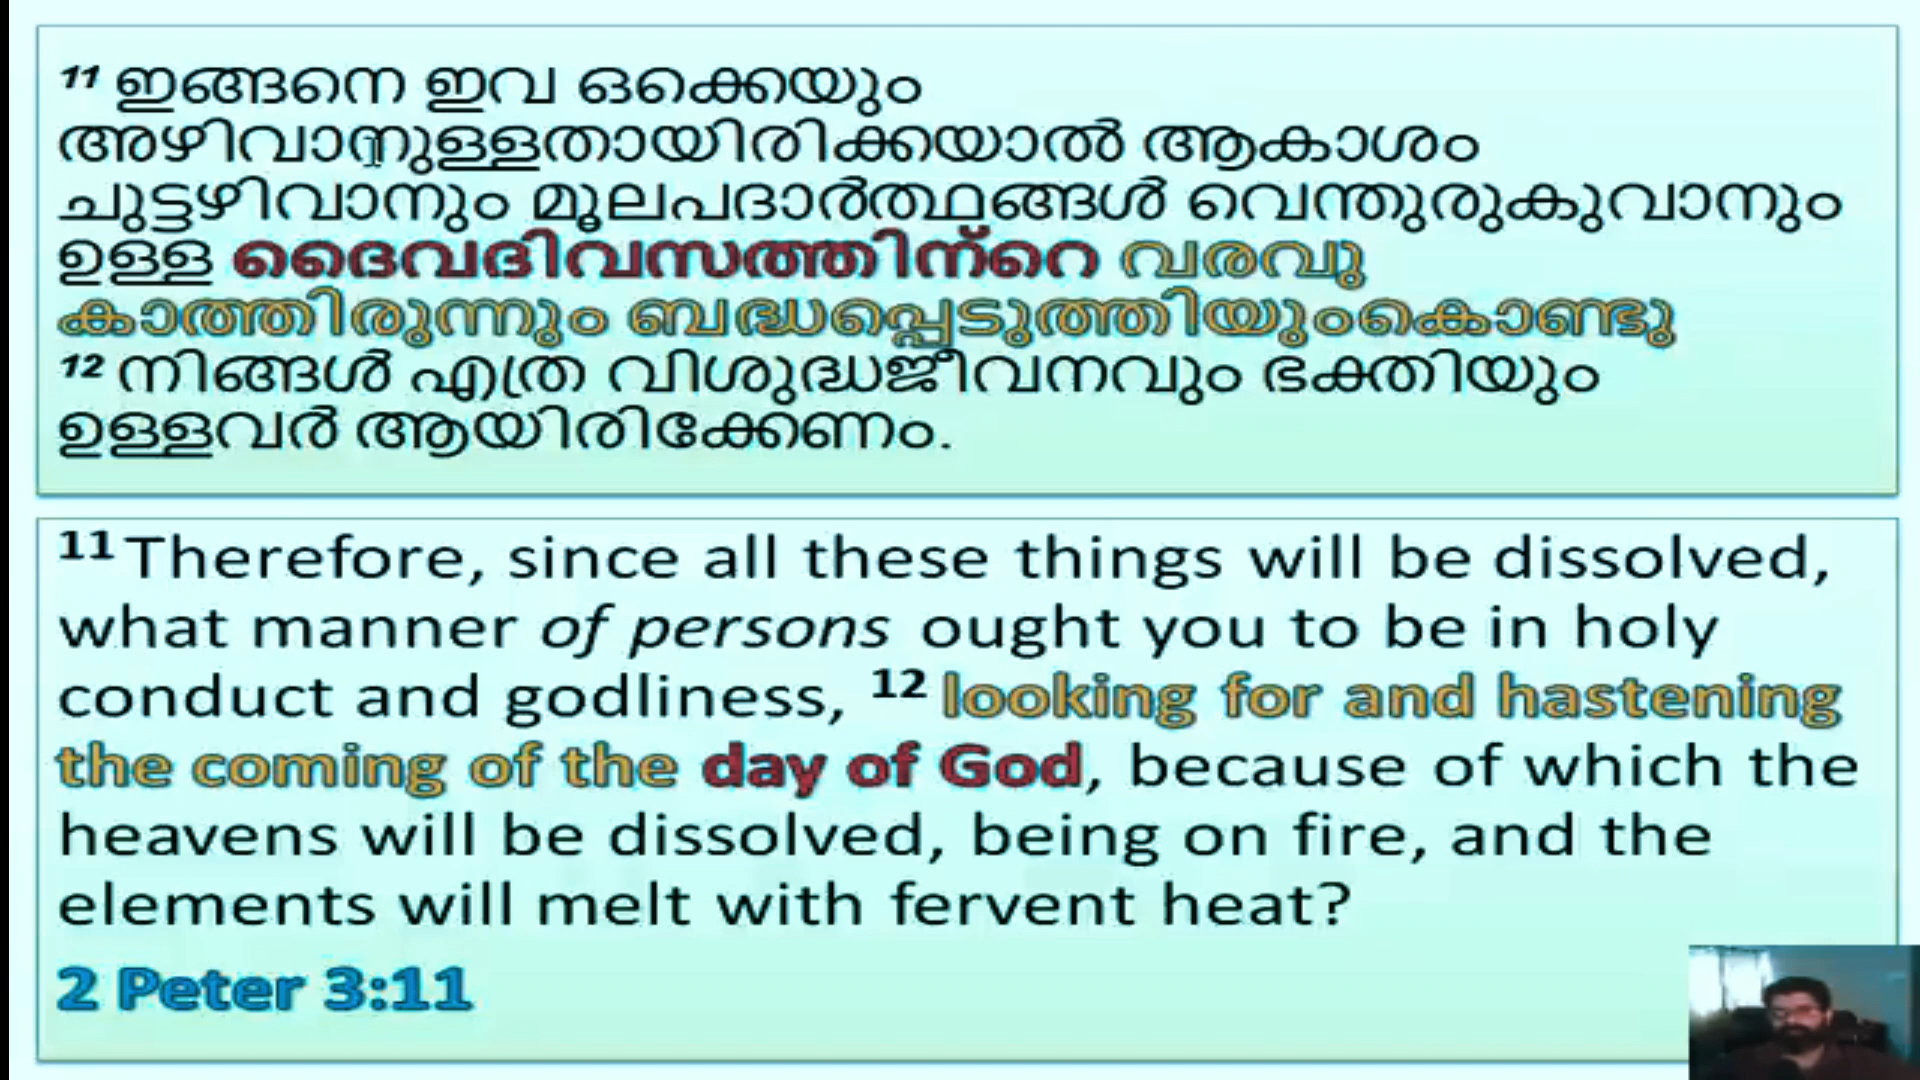 11 ഇങ്ങനെ ഇവ ഒക്കെയും
അഴിവാനുള്ളതായിരിക്കയാൽ ആകാശം
ചുട്ടഴിവാനും മൂലപദാർത്ഥങ്ങൾ വെന്തുരുകുവാനും
ഉള്ള ദൈവദിവസത്തിന്റെ വരവു
കാത്തിരുന്നും ബദ്ധപ്പെടുത്തിയുംകൊണ്ടു
12 നിങ്ങൾ എത്ര വിശുദ്ധജീവനവും ഭക്തിയും
ഉള്ളവർ ആയിരിക്കേണം.
11 Therefore, since all these things will be dissolved,
what manner of persons ought you to be in holy
conduct and godliness, 12 looking for and hastening
the coming of the day of God, because of which the
heavens will be dissolved, being on fire, and the
elements will melt with fervent heat?
2 Peter 3:11